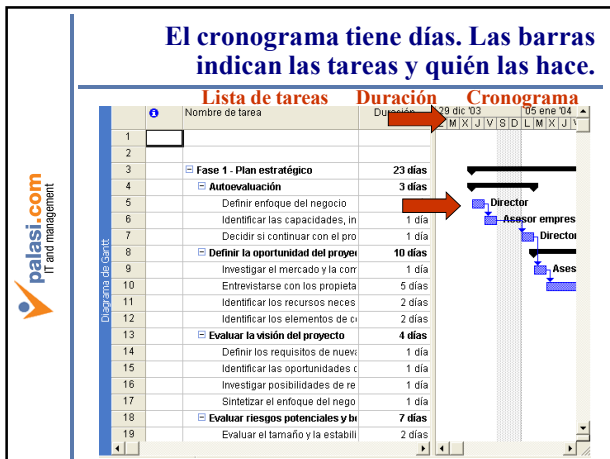 El cronograma tiene días. Las barras
indican las tareas y quién las hace.
Lista de tareas Duración Cronograma
Nombre de tarea 29 dic '03 05 ene '04
M X J V S D L M X J
1
2
3 Fase 1 - Plan estratégico 23 días
4 Autoevaluación 3 días
5 Definir enfoque del negocio Director
6 Identificar las capacidades, in 1 día Asesor empres
7 Decidir si continuar con el pro 1 día Director
8 Definir la oportunidad del proye 10 días
9 Investigar el mercado y la com 1 día Ases
10 Entrevistarse con los propieta 5 días
11 Identificar los recursos neces 2 días
12 Identificar los elementos de c 2 días
13 Evaluar la visión del proyecto 4 días
14 Definir los requisitos de nuev 1 día
15 Identificar las oportunidades 1 día
16 Investigar posibilidades de re 1 día
17 Sintetizar el enfoque del nego 1 día
18 Evaluar riesgos potenciales y b 7 días
19 Evaluar el tamaño y la estabili 2 días
Diagrama de Gantt
palasi.com
IT and management